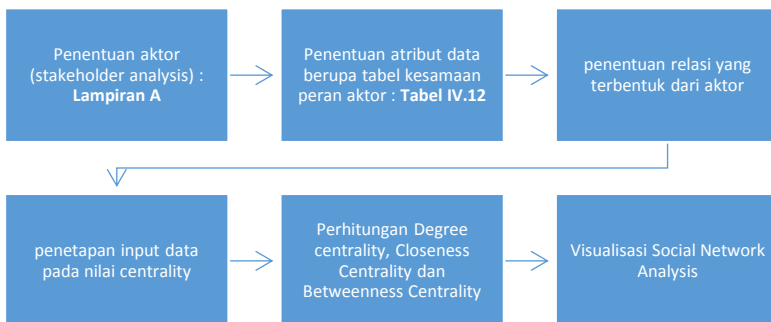 Penentuan aktor
(stakeholder analysis) :
Lampiran A
Penentuan atribut data
berupa tabel kesamaan
peran aktor : Tabel IV.12
penentuan relasi yang
terbentuk dari aktor
penetapan input data
pada nilai centrality
Perhitungan Degree
centrality, Closeness
Centrality dan
Betweenness Centrality
Visualisasi Social Network
Analysis